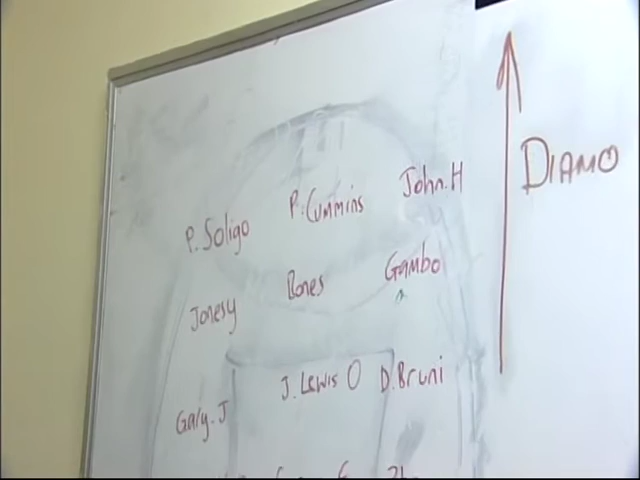 P. Soligo P. Cummins John. H
Jonesy Bones Gambo
Gary. J J. Lewis O D. Bruni
DIAMO